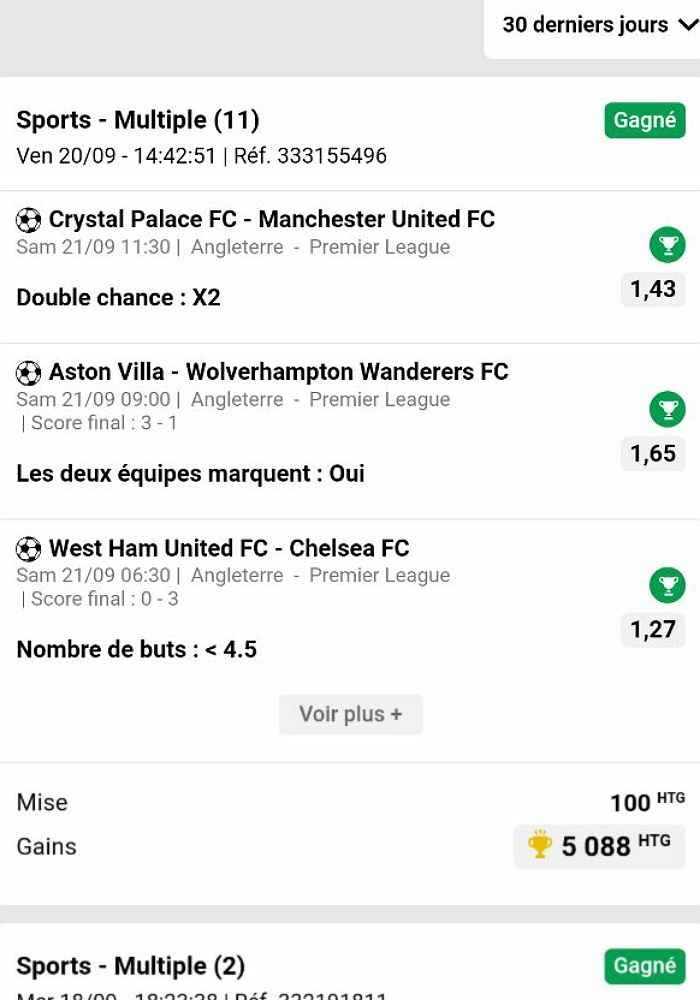 30 derniers jours
Sports - Multiple (11)
Gagné
Ven 20/09 - 14:42:51 | Réf. 333155496
Crystal Palace FC - Manchester United FC
Sam 21/09 11:30 | Angleterre - Premier League
Double chance : X2
1,43
Aston Villa - Wolverhampton Wanderers FC
Sam 21/09 09:00 | Angleterre - Premier League
| Score final : 3 - 1
Les deux équipes marquent : Oui
1,65
West Ham United FC - Chelsea FC
Sam 21/09 06:30 | Angleterre - Premier League
| Score final : 0 - 3
Nombre de buts : < 4.5
1,27
Voir plus +
Mise
100 HTG
Gains
5 088 HTG
Sports - Multiple (2)
Gagné